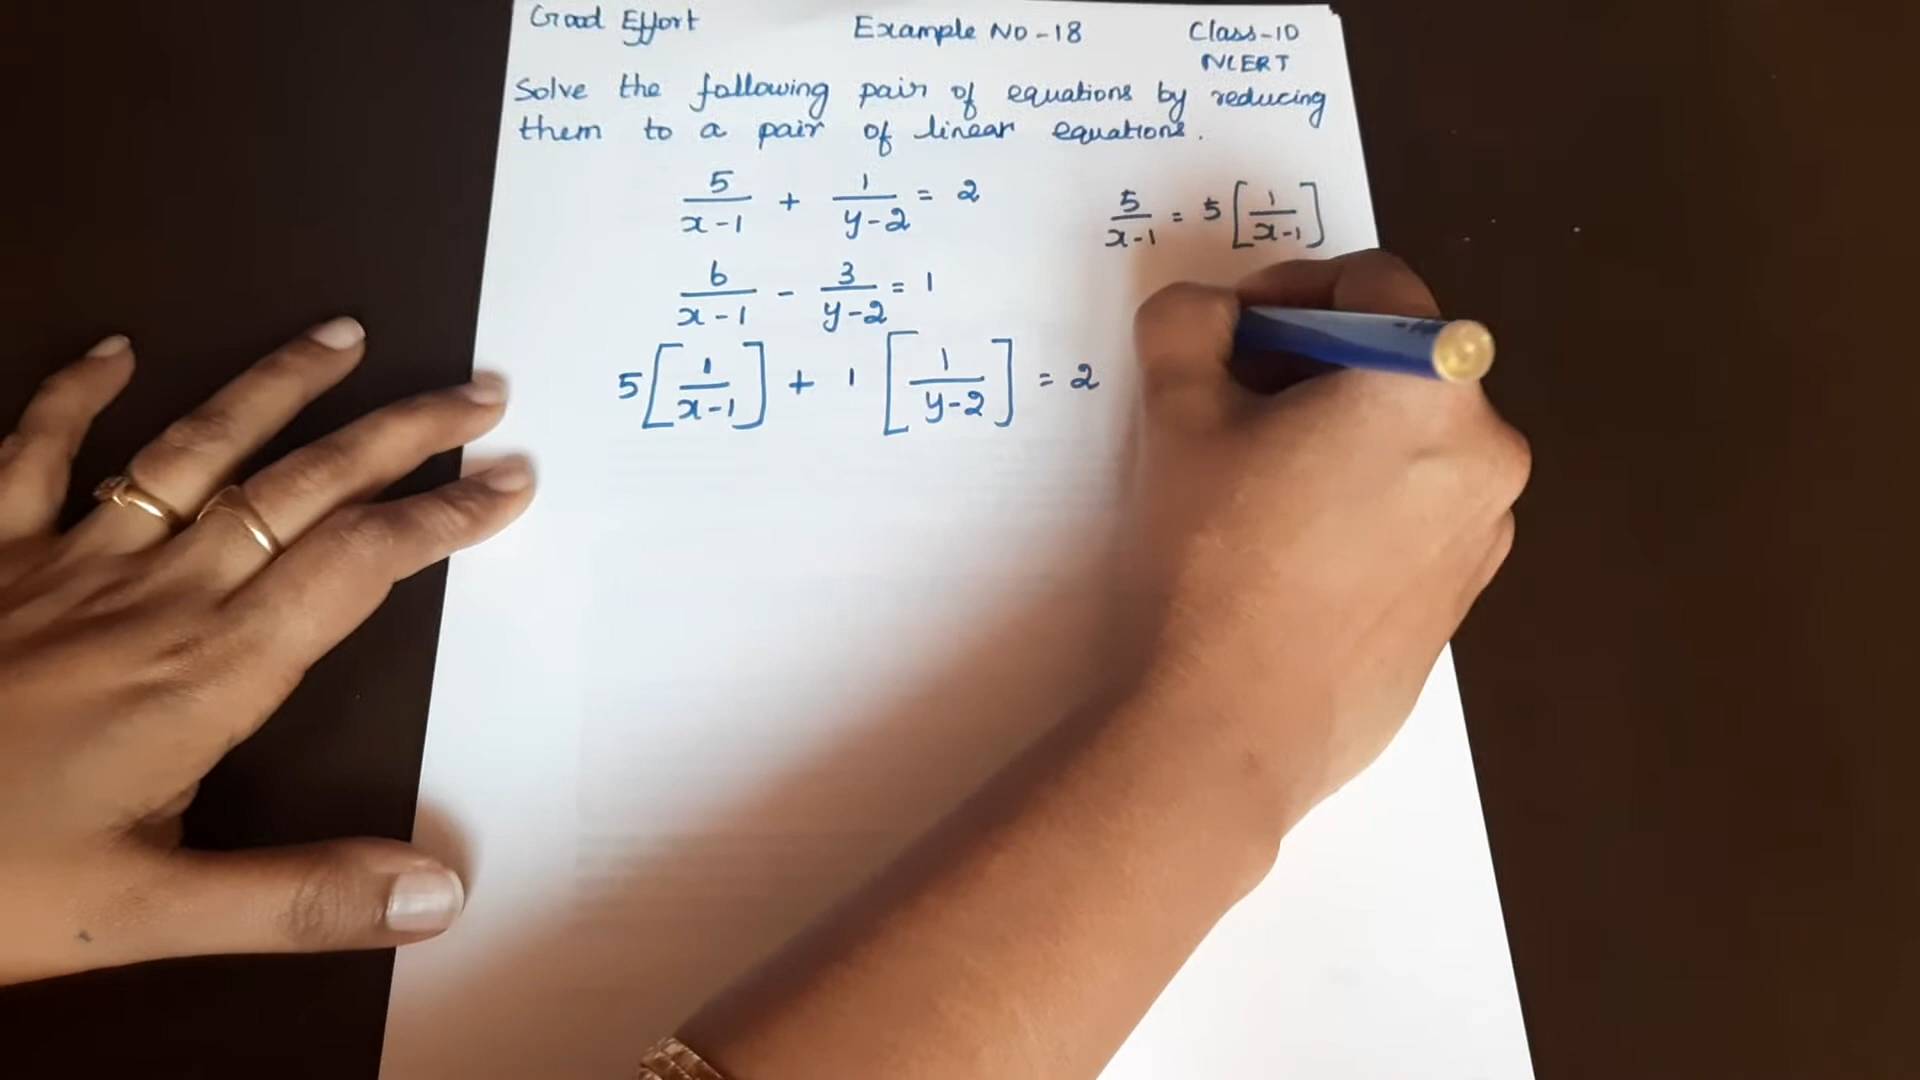 Good Effort Example No-18 Class-10
NCERT
Solve the following pair of equations by reducing
them to a pair of linear equations.
5/(x-1) + 1/(y-2) = 2
5/(x-1) = 5[1/(x-1)]
6/(x-1) - 3/(y-2) = 1
5[1/(x-1)] + 1[1/(y-2)] = 2